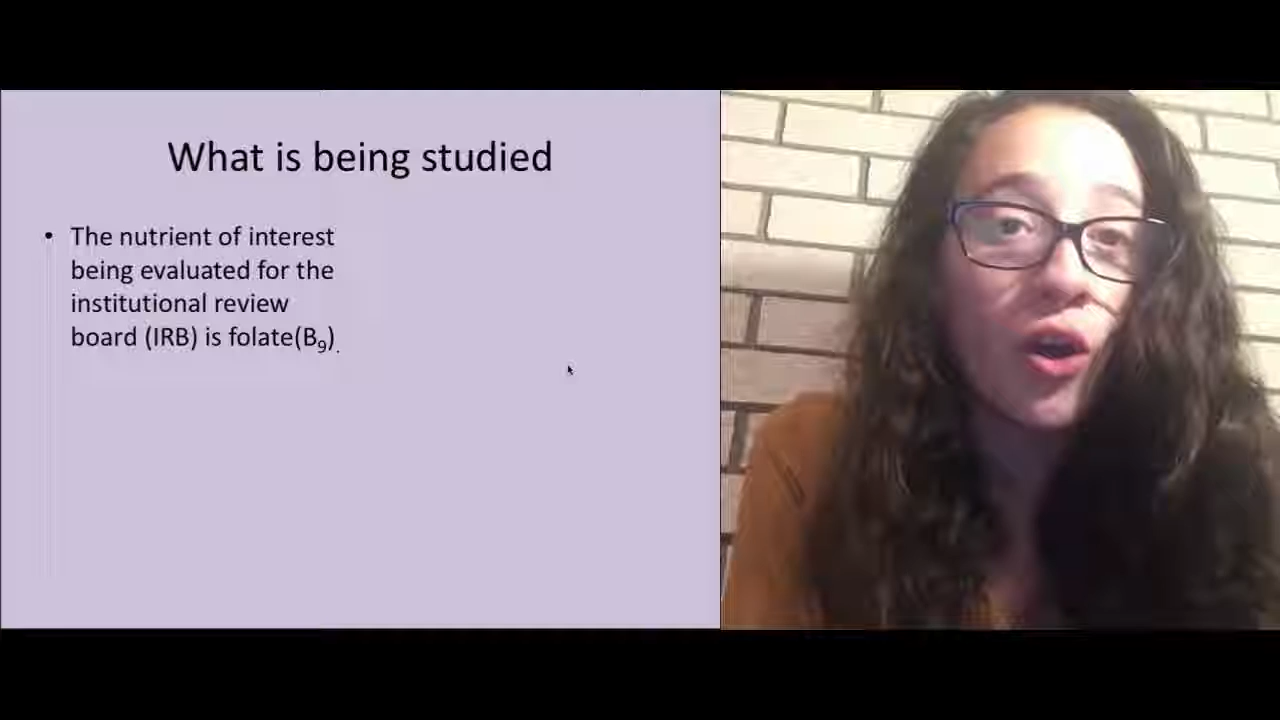 What is being studied
• The nutrient of interest
being evaluated for the
institutional review
board (IRB) is folate(B₉).